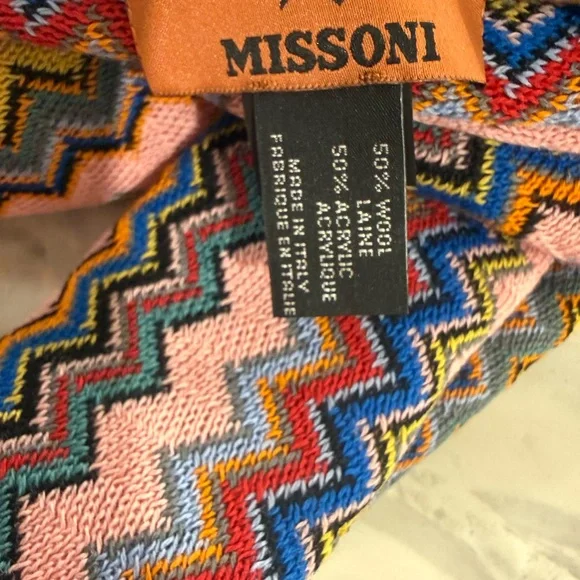 MISSONI
50% WOOL
LAINE
50% ACRYLIC
ACRYLIQUE
MADE IN ITALY
FABRIQUE EN ITALIE